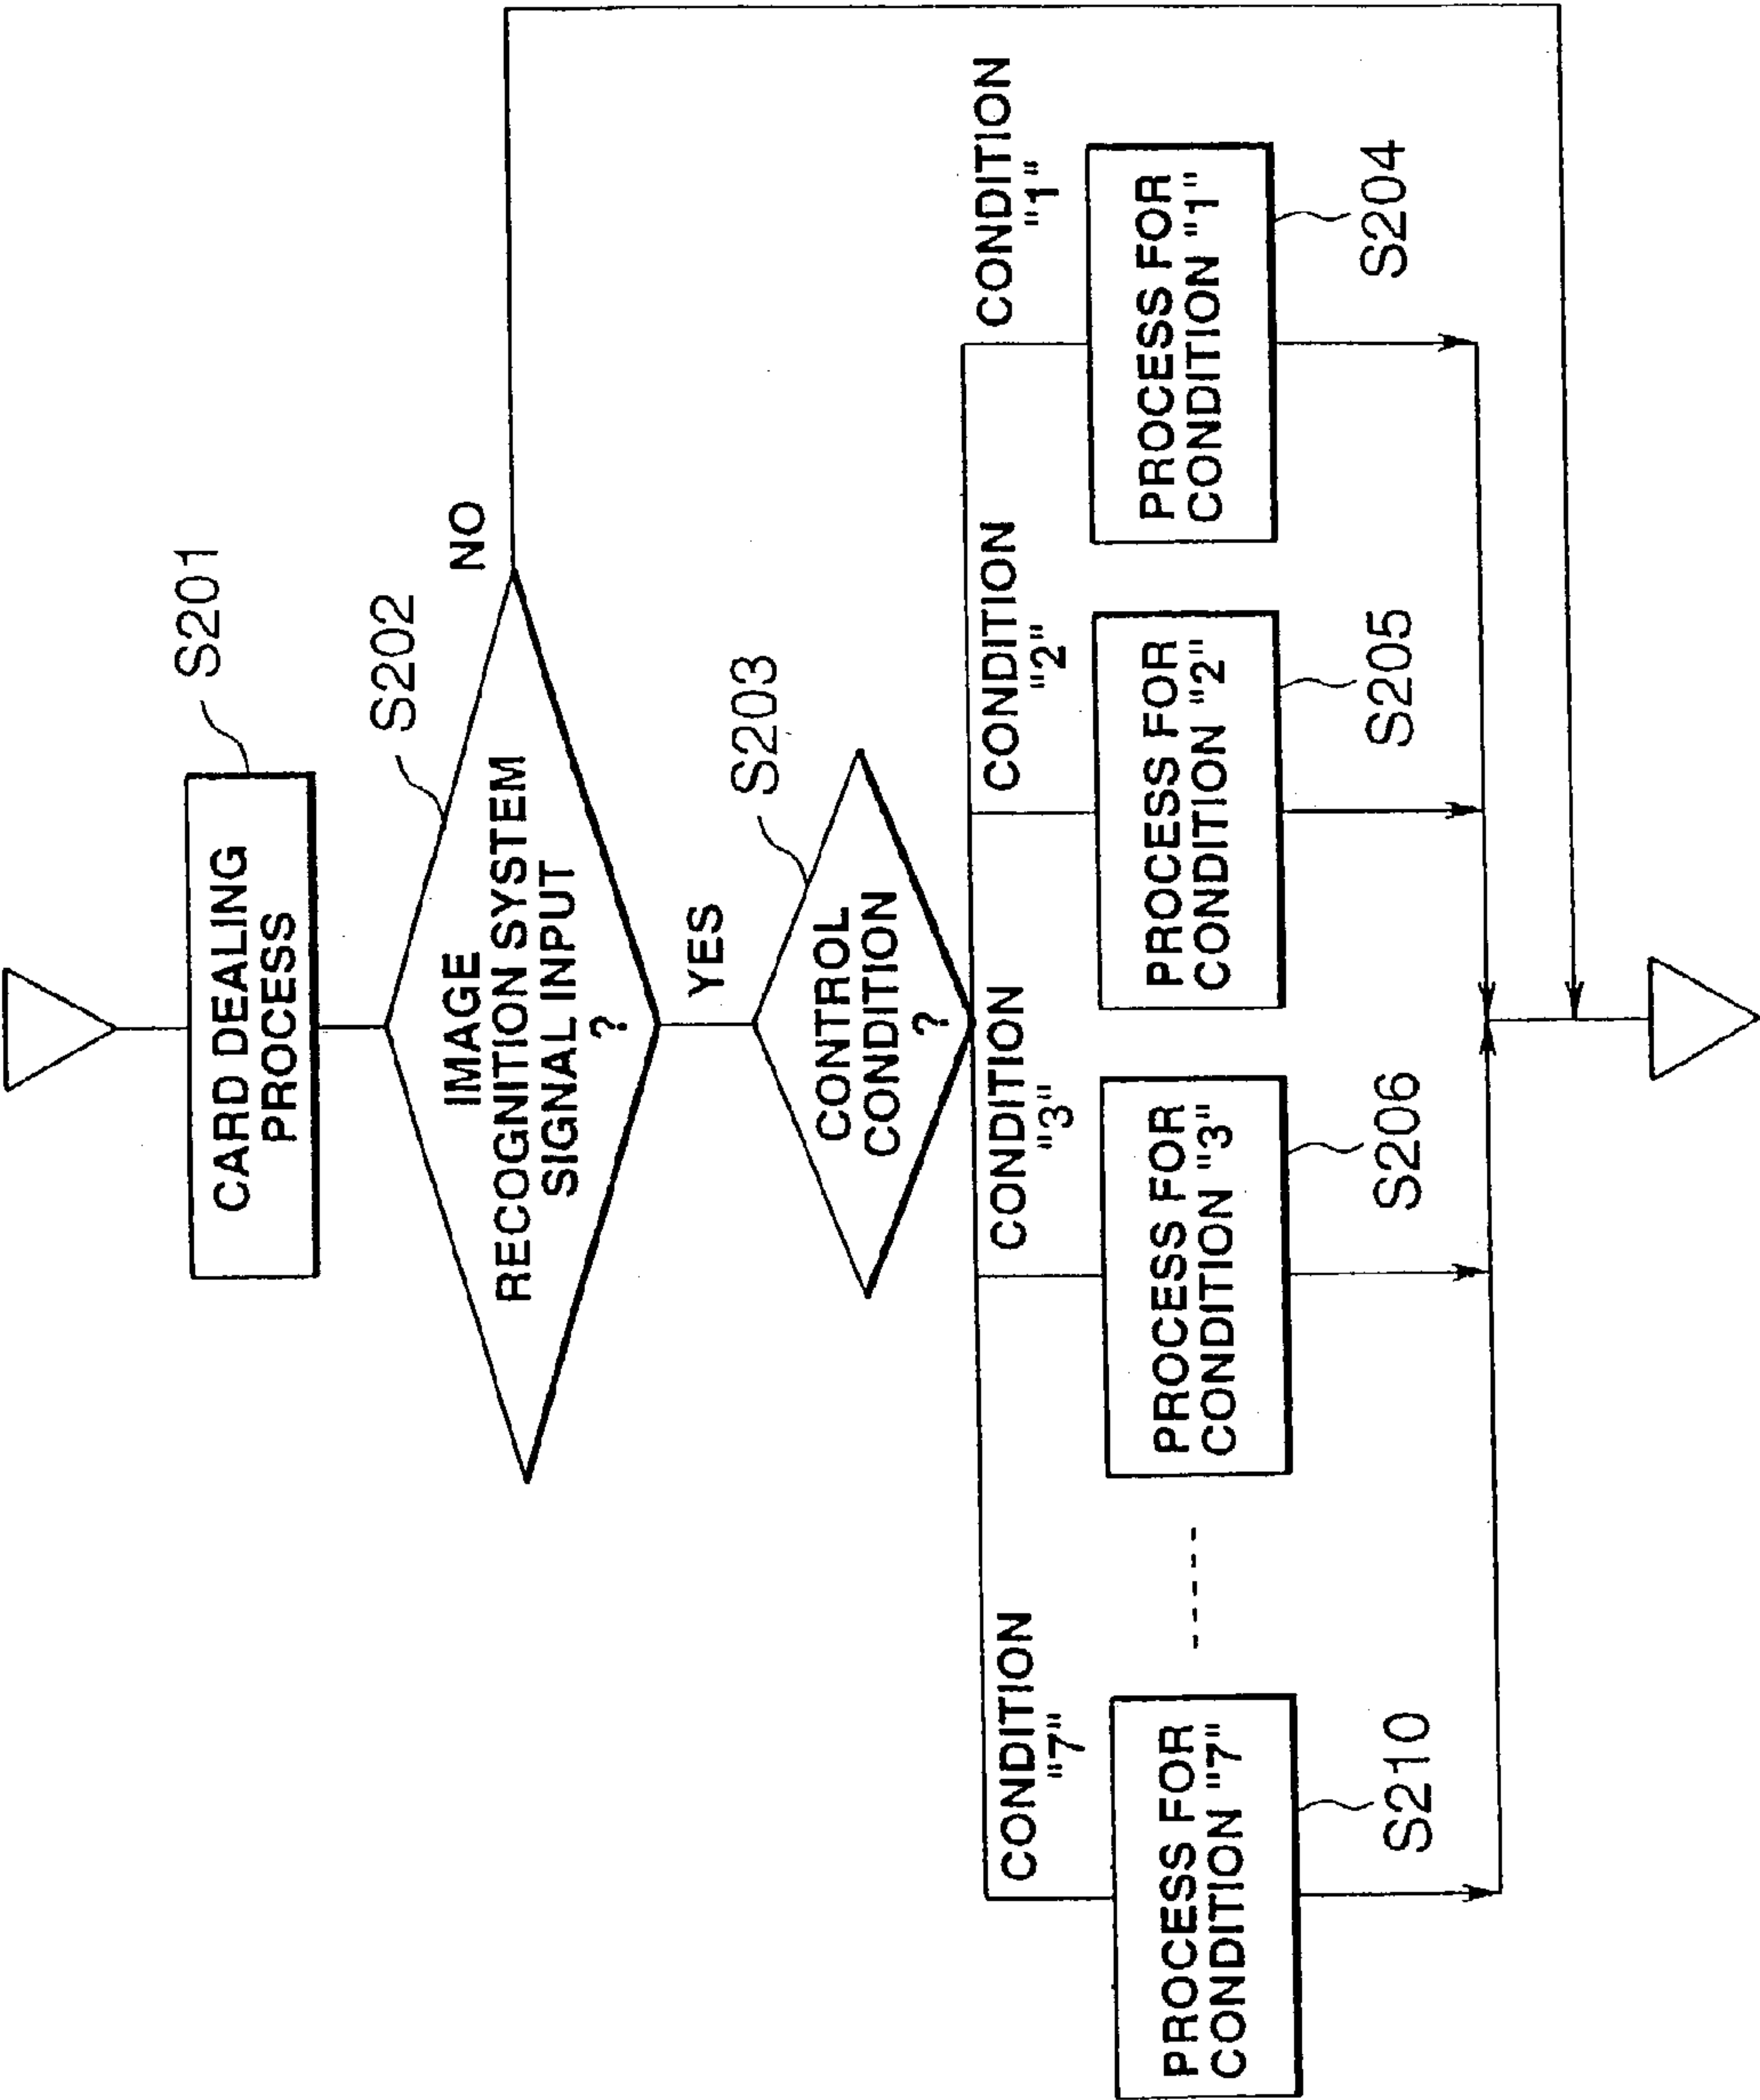 S201
CARD DEALING
PROCESS
S202
IMAGE
RECOGNITION SYSTEM
SIGNAL INPUT
?
NO
YES
S203
CONTROL
CONDITION
?
CONDITION
"7"
CONDITION
"3"
CONDITION
"2"
CONDITION
"1"
PROCESS FOR
CONDITION "7"
S210
PROCESS FOR
CONDITION "3"
S206
PROCESS FOR
CONDITION "2"
S205
PROCESS FOR
CONDITION "1"
S204